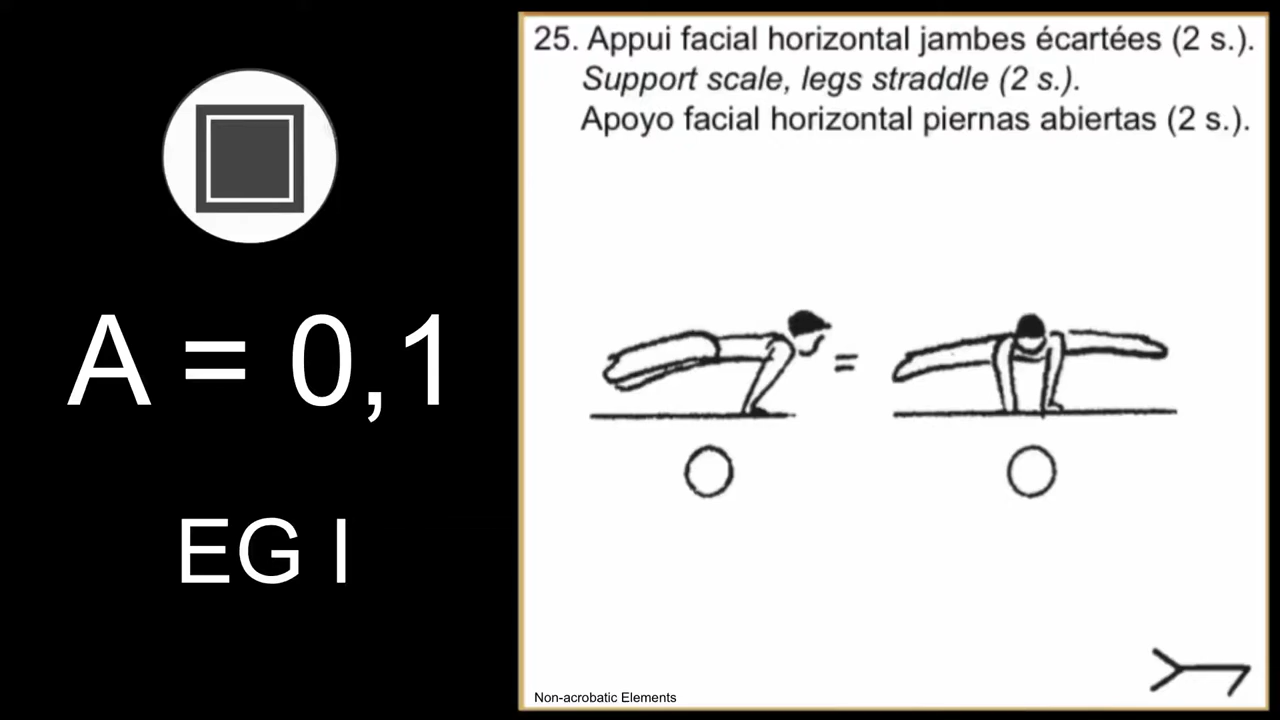 A = 0,1
EG I
25. Appui facial horizontal jambes écartées (2 s.).
Support scale, legs straddle (2 s.).
Apoyo facial horizontal piernas abiertas (2 s.).
=
Non-acrobatic Elements